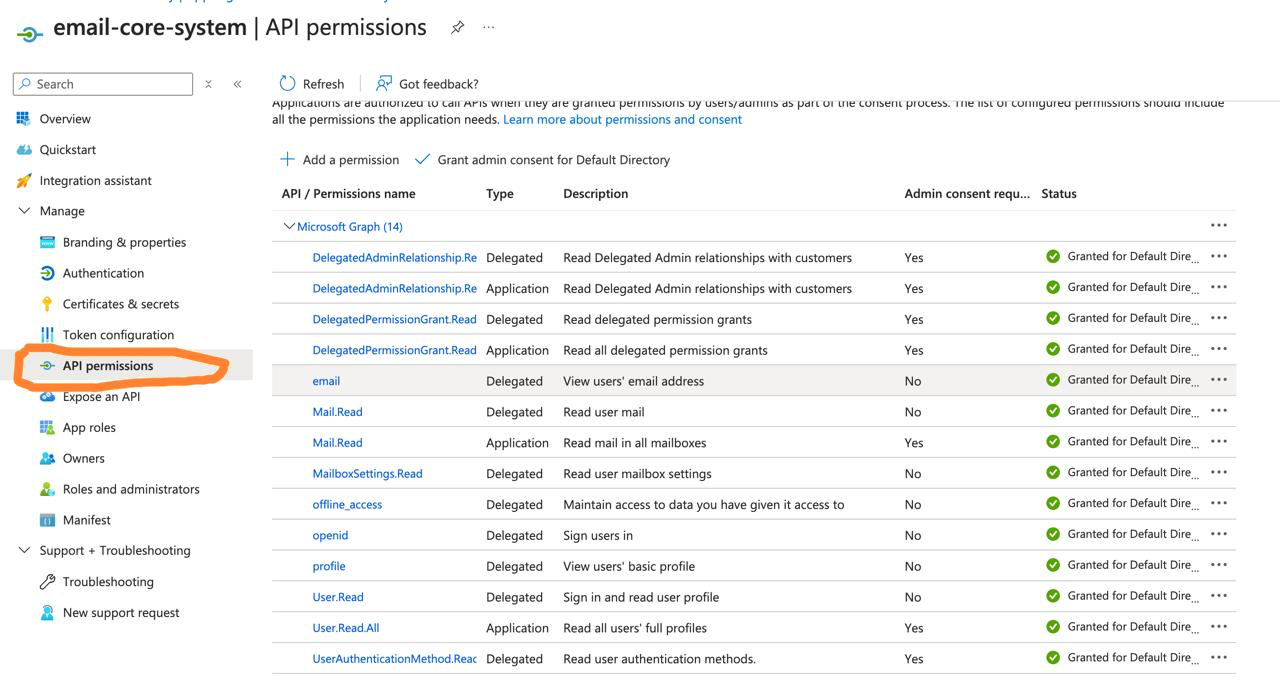 email-core-system | API permissions
Search
Refresh
Got feedback?
Applications are authorized to call APIs when they are granted permissions by users/admins as part of the consent process. The list of configured permissions should include
all the permissions the application needs. Learn more about permissions and consent
Overview
Quickstart
Integration assistant
Manage
Branding & properties
Authentication
Certificates & secrets
Token configuration
API permissions
Expose an API
App roles
Owners
Roles and administrators
Manifest
Support + Troubleshooting
Troubleshooting
New support request
Add a permission Grant admin consent for Default Directory
API / Permissions name Type Description Admin consent requ... Status
Microsoft Graph (14)
DelegatedAdminRelationship.Re Delegated Read Delegated Admin relationships with customers Yes Granted for Default Dire...
DelegatedAdminRelationship.Re Application Read Delegated Admin relationships with customers Yes Granted for Default Dire...
DelegatedPermissionGrant.Read Delegated Read delegated permission grants Yes Granted for Default Dire...
DelegatedPermissionGrant.Read Application Read all delegated permission grants Yes Granted for Default Dire...
email Delegated View users' email address No Granted for Default Dire...
Mail.Read Delegated Read user mail No Granted for Default Dire...
Mail.Read Application Read mail in all mailboxes Yes Granted for Default Dire...
MailboxSettings.Read Delegated Read user mailbox settings No Granted for Default Dire...
offline_access Delegated Maintain access to data you have given it access to No Granted for Default Dire...
openid Delegated Sign users in No Granted for Default Dire...
profile Delegated View users' basic profile No Granted for Default Dire...
User.Read Delegated Sign in and read user profile No Granted for Default Dire...
User.Read.All Application Read all users' full profiles Yes Granted for Default Dire...
UserAuthenticationMethod.Read Delegated Read user authentication methods. Yes Granted for Default Dire...